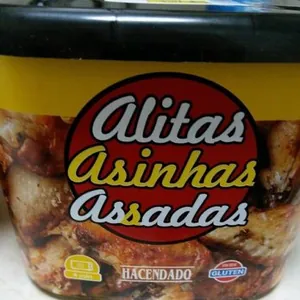 Alitas
Asinhas
Assadas
HACENDADO
GLUTEN